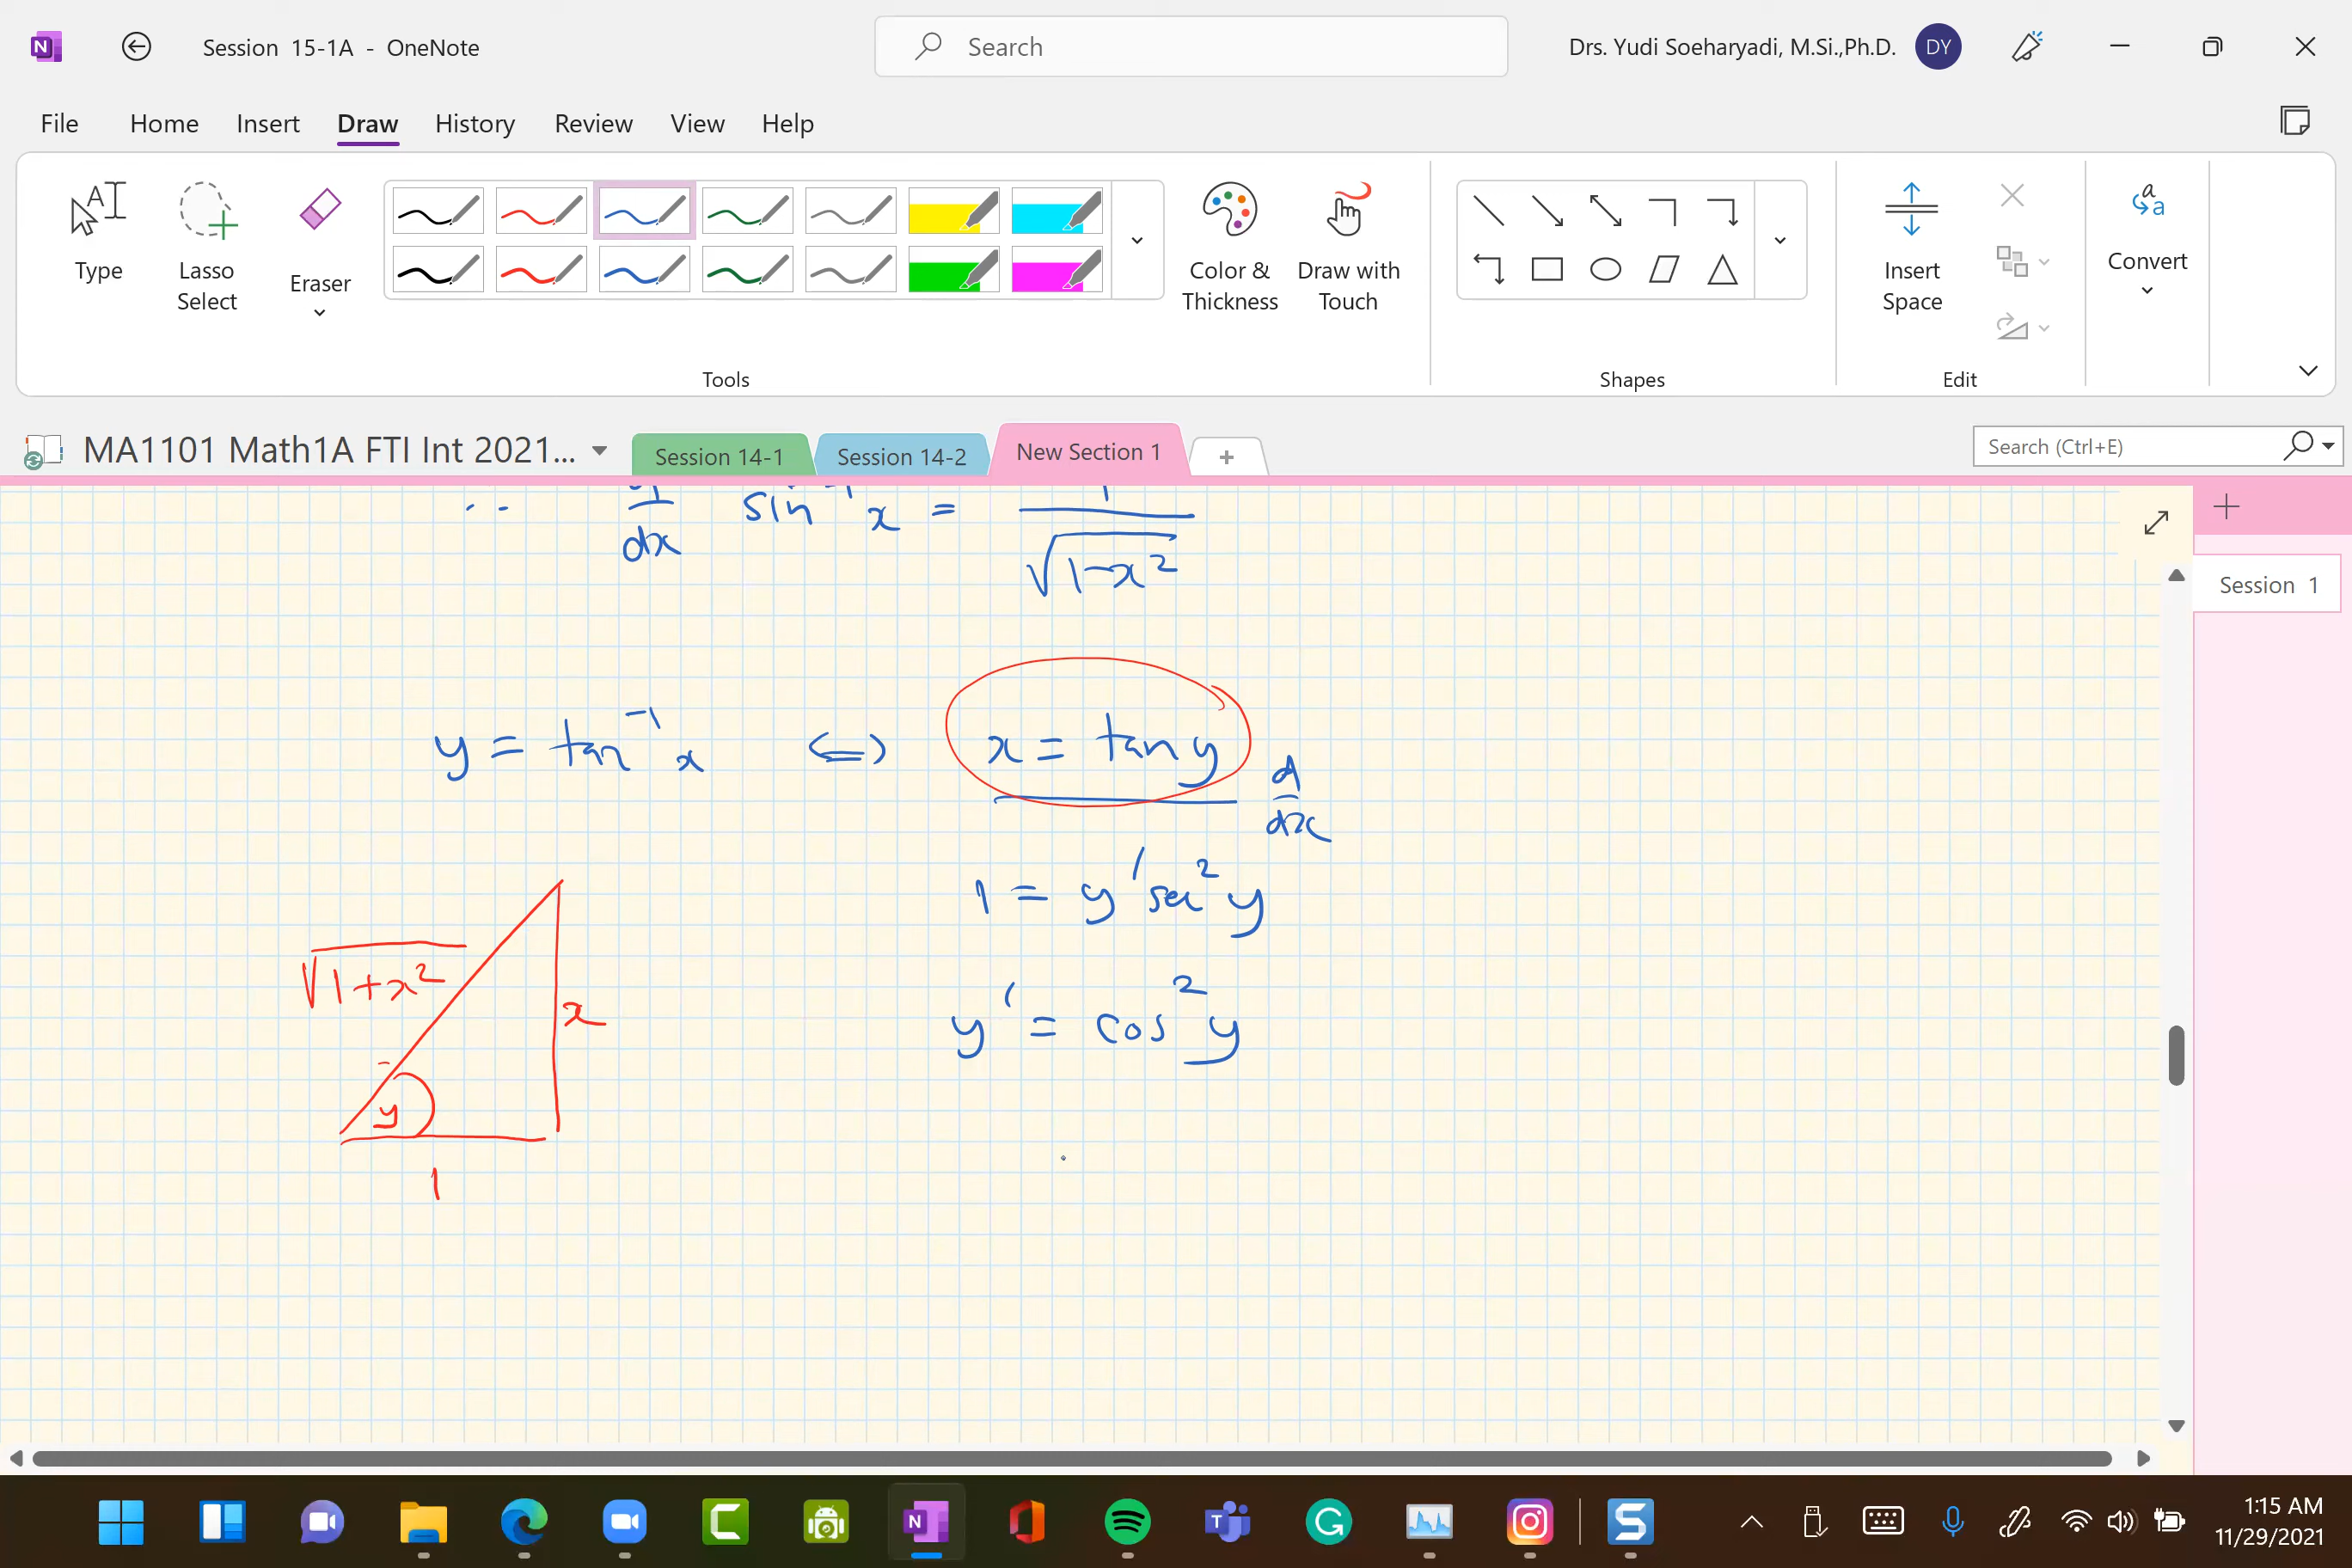 Session 15-1A - OneNote
Search
Drs. Yudi Soeharyadi, M.Si.,Ph.D.
DY
File Home Insert Draw History Review View Help
Type
Lasso Select
Eraser
Color & Thickness
Draw with Touch
Insert Space
Convert
Tools
Shapes
Edit
MA1101 Math1A FTI Int 2021...
Session 14-1
Session 14-2
New Section 1
Search (Ctrl+E)
Session 1
dx sin⁻¹ x = 1/√(1-x²)
y = tan⁻¹ x ⟺ x = tan y
d/dx
1 = y' sec² y
√(1+x²)
x
y' = cos² y
y
1
1:15 AM
11/29/2021